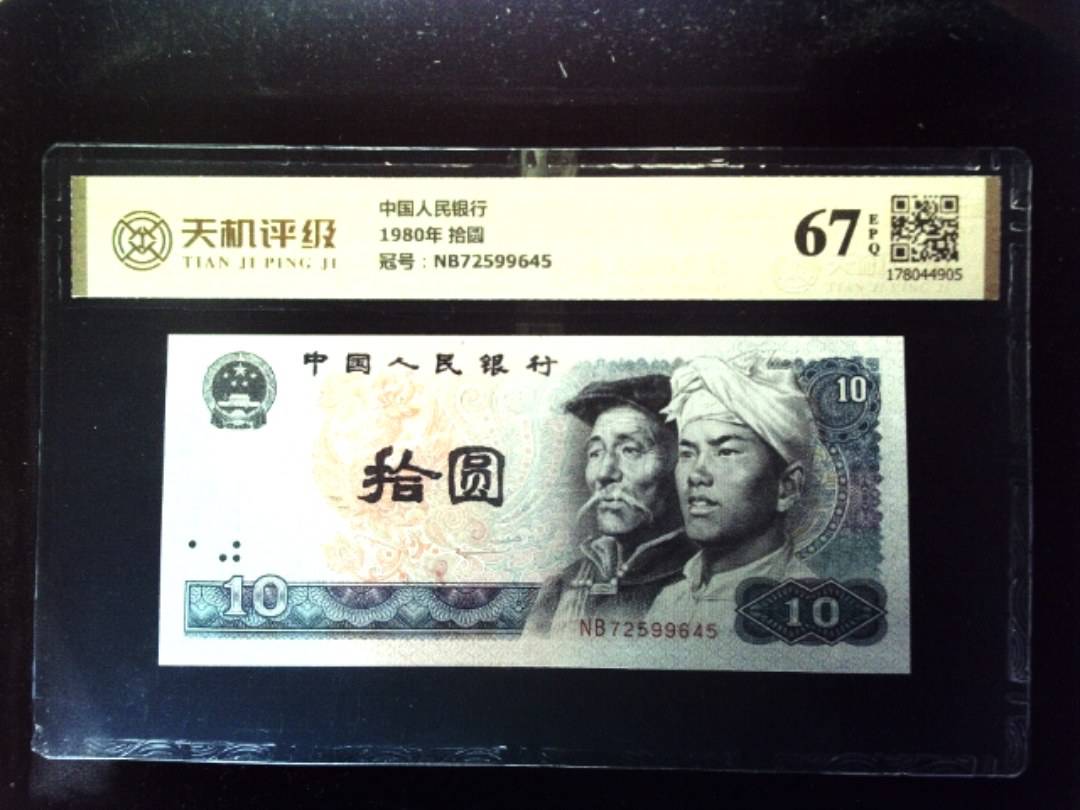 天机评级
TIAN JI PING JI
中国人民银行
1980年 拾圆
冠号：NB72599645
67
EPQ
178044905
中国人民银行
10
拾圆
10
NB72599645
10